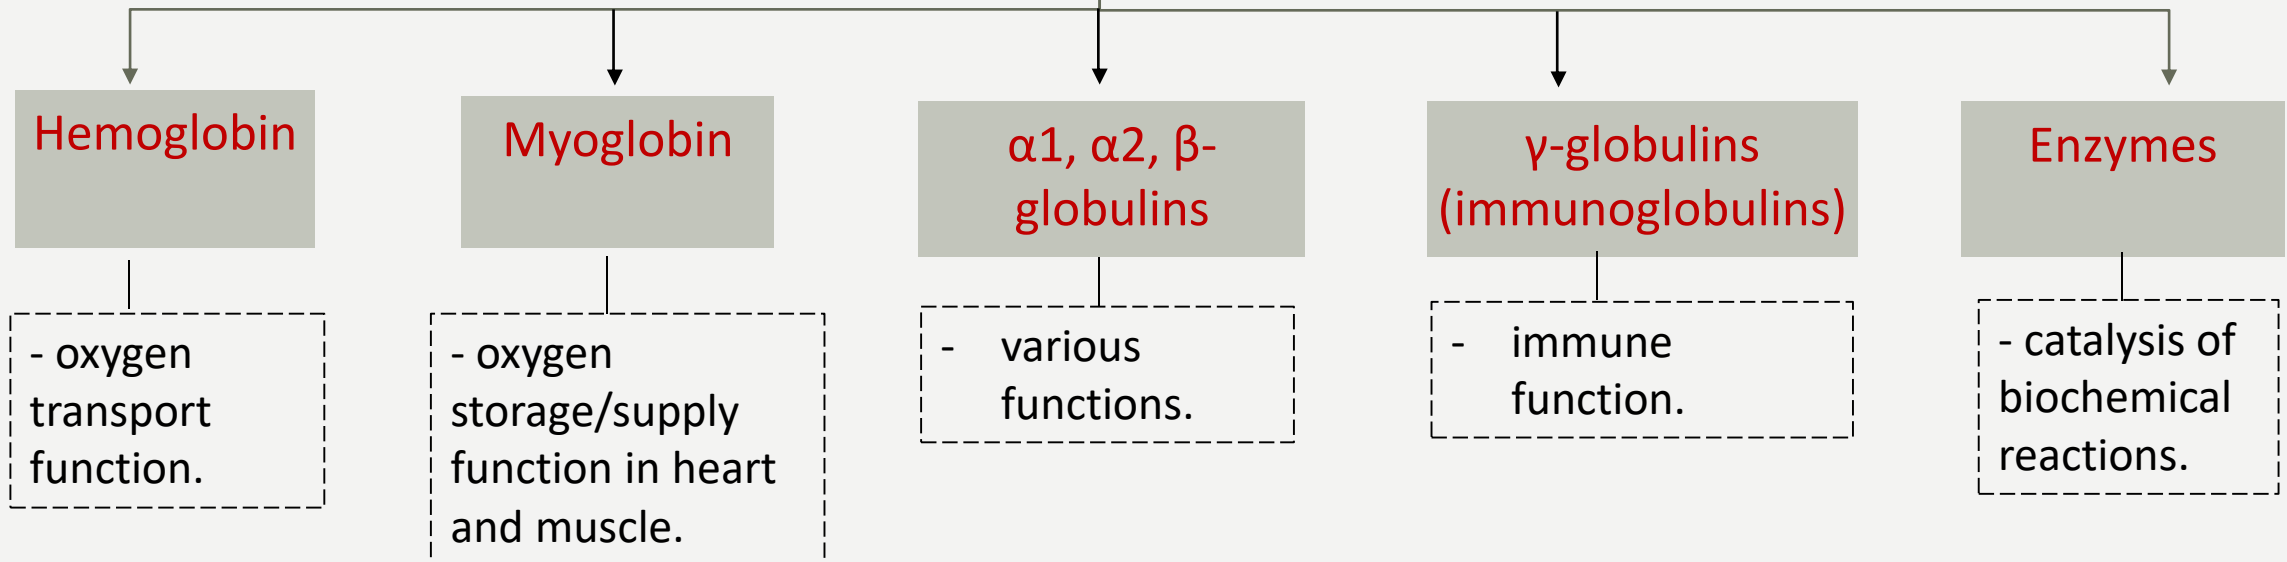 Hemoglobin
- oxygen
transport
function.
Myoglobin
- oxygen
storage/supply
function in heart
and muscle.
α1, α2, β-
globulins
- various
functions.
γ-globulins
(immunoglobulins)
- immune
function.
Enzymes
- catalysis of
biochemical
reactions.